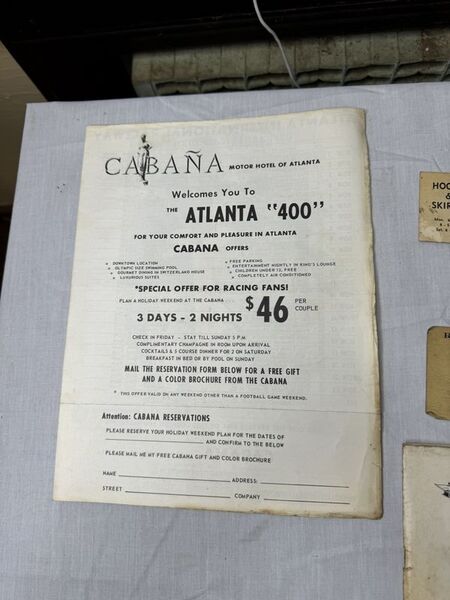 CABAÑA MOTOR HOTEL OF ATLANTA
Welcomes You To
THE ATLANTA "400"
FOR YOUR COMFORT AND PLEASURE IN ATLANTA
CABANA OFFERS
* DOWNTOWN LOCATION
* OLYMPIC SIZE SWIMMING POOL
* GOURMET DINING IN SWITZERLAND HOUSE
* LUXURIOUS SUITES
* FREE PARKING
* ENTERTAINMENT NIGHTLY IN KING'S LOUNGE
* CHILDREN UNDER 12, FREE
* COMPLETELY AIR CONDITIONED
*SPECIAL OFFER FOR RACING FANS!
PLAN A HOLIDAY WEEKEND AT THE CABANA . . .
3 DAYS - 2 NIGHTS
$46 PER COUPLE
CHECK IN FRIDAY - STAY TILL SUNDAY 5 P.M.
COMPLIMENTARY CHAMPAGNE IN ROOM UPON ARRIVAL
COCKTAILS & 5 COURSE DINNER FOR 2 ON SATURDAY
BREAKFAST IN BED OR BY POOL ON SUNDAY
MAIL THE RESERVATION FORM BELOW FOR A FREE GIFT
AND A COLOR BROCHURE FROM THE CABANA
* THIS OFFER VALID ON ANY WEEKEND OTHER THAN A FOOTBALL GAME WEEKEND.
Attention: CABANA RESERVATIONS
PLEASE RESERVE YOUR HOLIDAY WEEKEND PLAN FOR THE DATES OF
AND CONFIRM TO THE BELOW
PLEASE MAIL ME MY FREE CABANA GIFT AND COLOR BROCHURE
NAME ADDRESS:
STREET COMPANY
HOO
&
SKIR